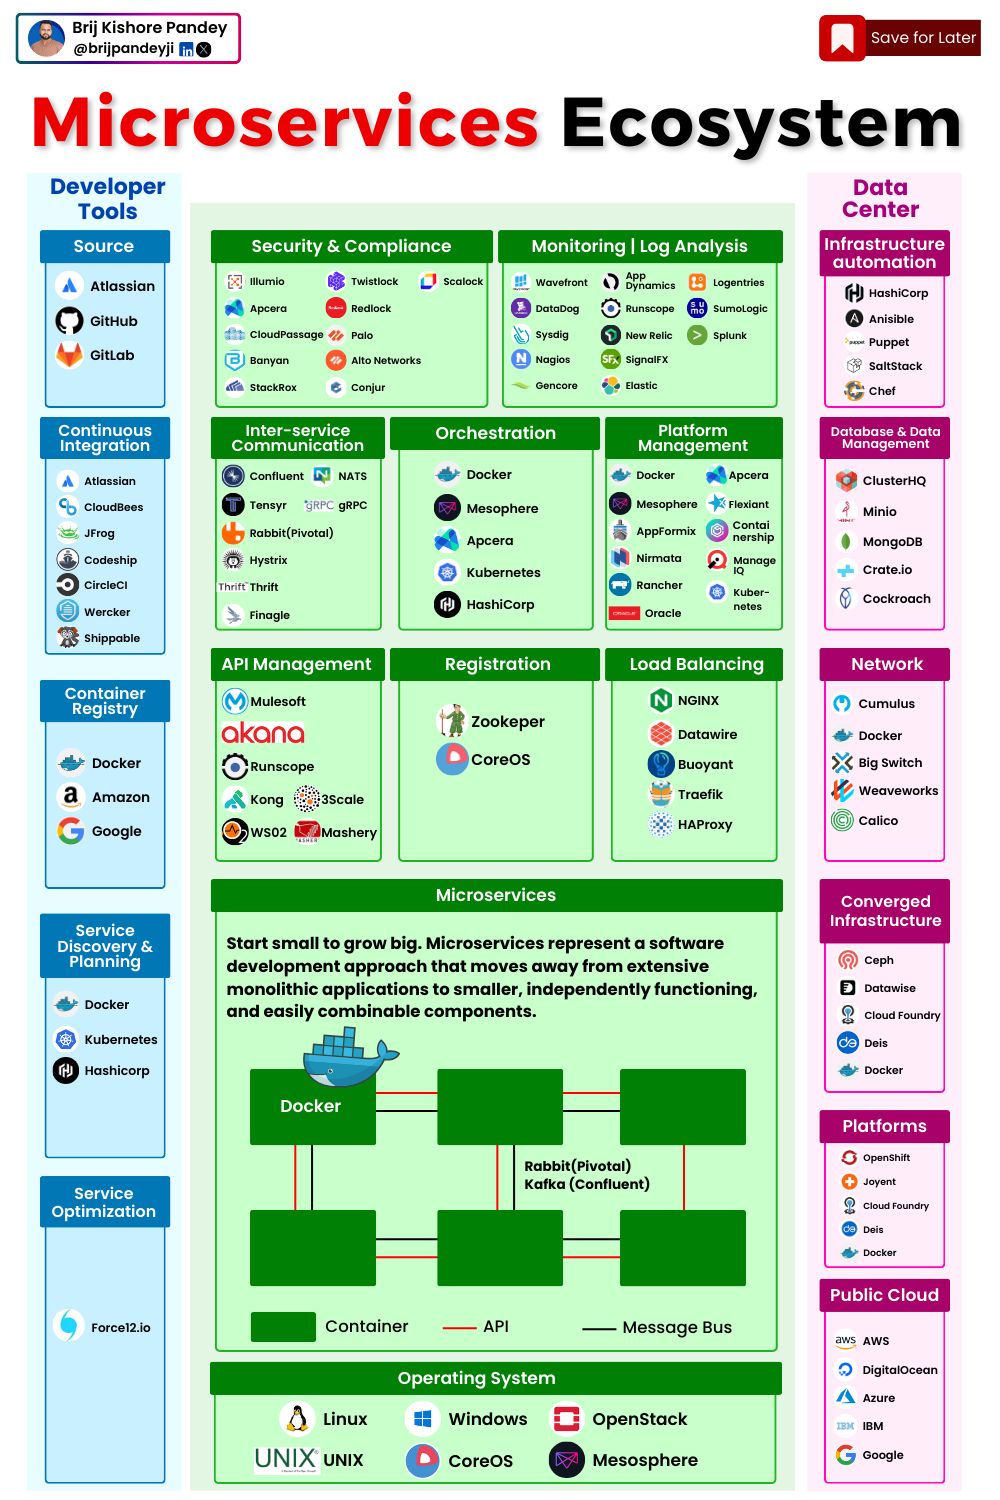 Brij Kishore Pandey
@brijpandeyji in X
Save for Later
Microservices Ecosystem
Developer
Tools
Source
Atlassian
GitHub
GitLab
Continuous
Integration
Atlassian
CloudBees
JFrog
Codeship
CircleCI
Wercker
Shippable
Container
Registry
Docker
Amazon
Google
Service
Discovery &
Planning
Docker
Kubernetes
Hashicorp
Service
Optimization
Force12.io
Security & Compliance
Illumio
Twistlock
Scalock
Apcera
Redlock
CloudPassage
Palo
Banyan
Alto Networks
StackRox
Conjur
Monitoring | Log Analysis
Wavefront
App
Dynamics
Logentries
DataDog
Runscope
sumo
SumoLogic
Sysdig
New Relic
Splunk
Nagios
SFx
SignalFX
Gencore
Elastic
Inter-service
Communication
Confluent
NATS
Tensyr
gRPC gRPC
Rabbit(Pivotal)
Hystrix
Thrift Thrift
Finagle
Orchestration
Docker
Mesophere
Apcera
Kubernetes
HashiCorp
Platform
Management
Docker
Apcera
Mesophere
Flexiant
AppFormix
Contai
nership
Nirmata
Manage
IQ
Rancher
Kuber-
netes
ORACLE
Oracle
API Management
Mulesoft
akana
Runscope
Kong
3Scale
WS02
Mashery
Registration
Zookeper
CoreOS
Load Balancing
NGINX
Datawire
Buoyant
Traefik
HAProxy
Microservices
Start small to grow big. Microservices represent a software
development approach that moves away from extensive
monolithic applications to smaller, independently functioning,
and easily combinable components.
Docker
Rabbit(Pivotal)
Kafka (Confluent)
Container
API
Message Bus
Operating System
Linux
Windows
OpenStack
UNIX UNIX
CoreOS
Mesosphere
Data
Center
Infrastructure
automation
HashiCorp
Anisible
puppet
Puppet
SaltStack
Chef
Database & Data
Management
ClusterHQ
Minio
MongoDB
Crate.io
Cockroach
Network
Cumulus
Docker
Big Switch
Weaveworks
Calico
Converged
Infrastructure
Ceph
Datawise
Cloud Foundry
Deis
Docker
Platforms
OpenShift
Joyent
Cloud Foundry
Deis
Docker
Public Cloud
aws AWS
DigitalOcean
Azure
IBM IBM
Google